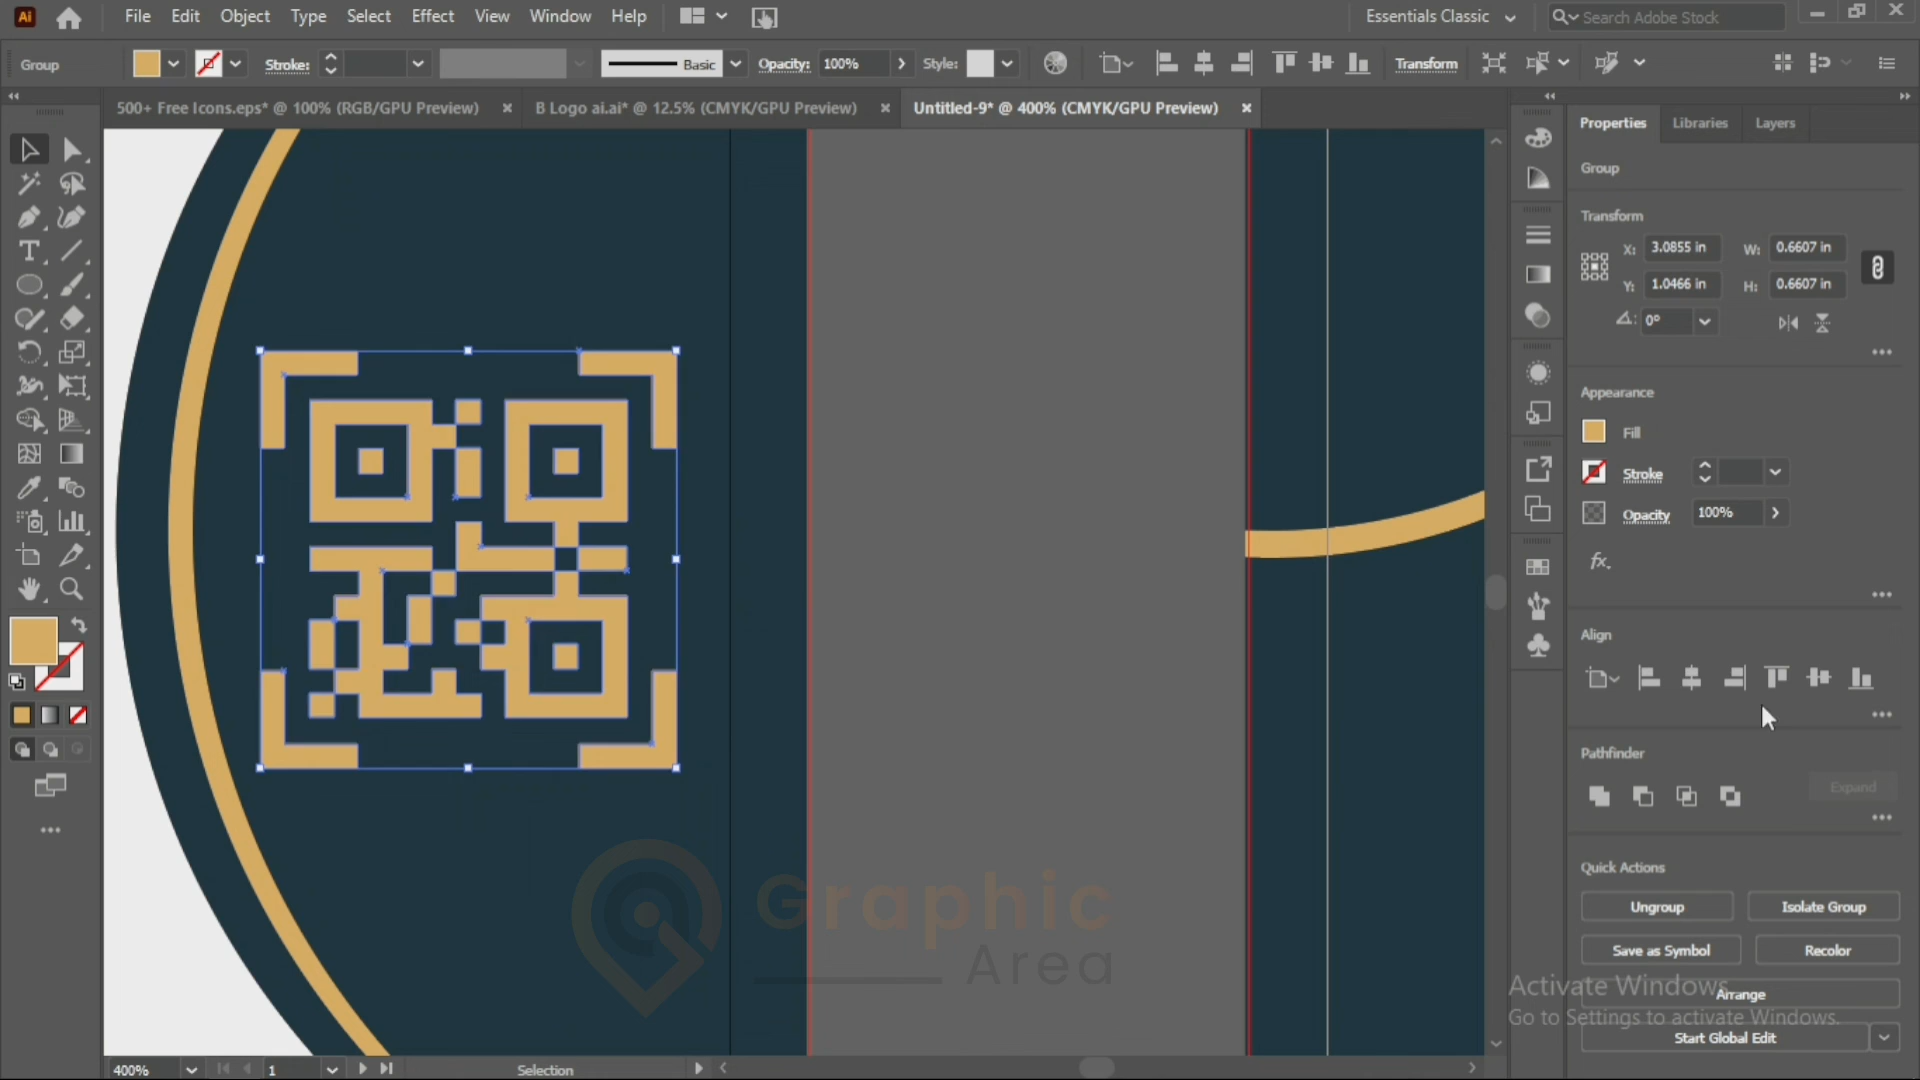 Ai File Edit Object Type Select Effect View Window Help Essentials Classic Search Adobe Stock
Group Stroke: Basic Opacity: 100% Style: Transform
500+ Free Icons.eps* @ 100% (RGB/GPU Preview) B Logo ai.ai* @ 12.5% (CMYK/GPU Preview) Untitled-9* @ 400% (CMYK/GPU Preview)
Properties Libraries Layers
Group
Transform
X: 3.0855 in W: 0.6607 in
Y: 1.0466 in H: 0.6607 in
0°
Appearance
Fill
Stroke
Opacity 100%
fx.
Align
Pathfinder
Expand
Quick Actions
Ungroup Isolate Group
Save as Symbol Recolor
Arrange
Start Global Edit
Graphic
Area
Activate Windows
Go to Settings to activate Windows.
400% 1 Selection